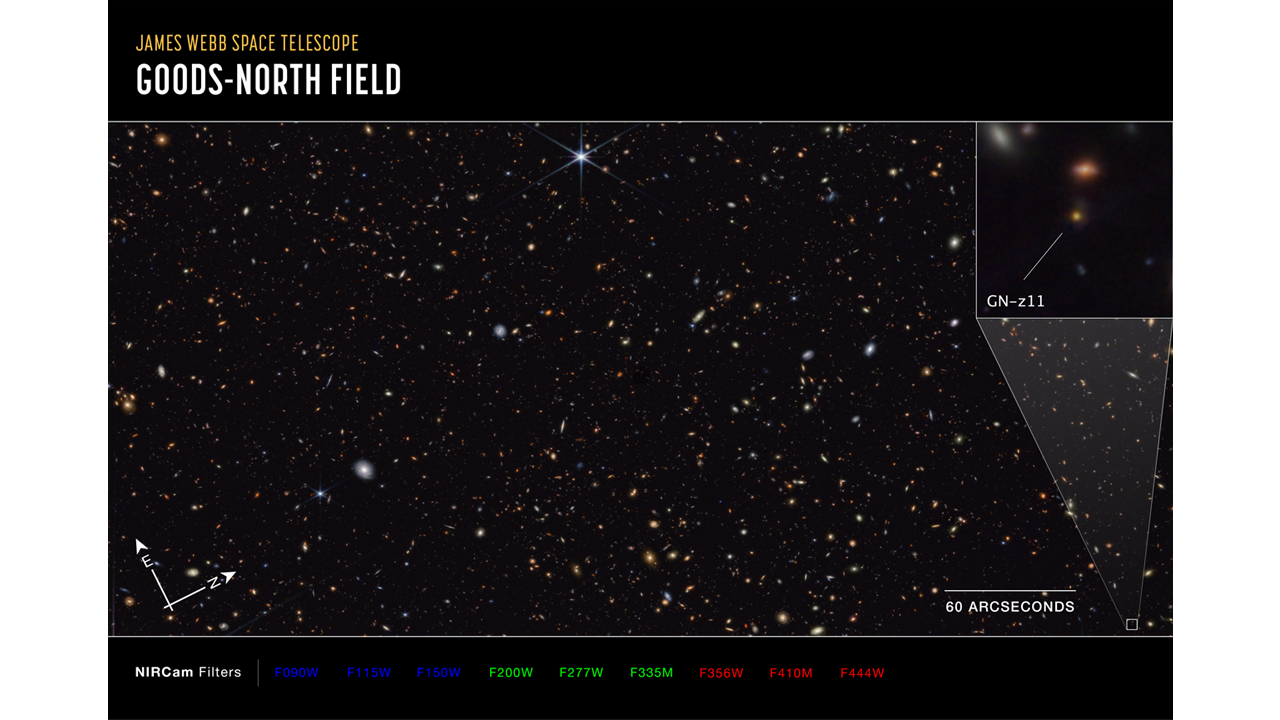 JAMES WEBB SPACE TELESCOPE
GOODS-NORTH FIELD
GN-z11
E
N
60 ARCSECONDS
NIRCam Filters F090W F115W F150W F200W F277W F335M F356W F410M F444W